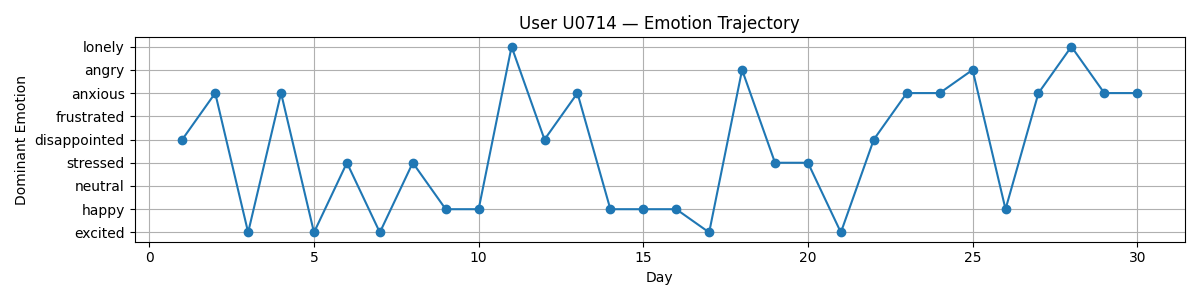 User U0714 — Emotion Trajectory
Dominant Emotion
lonely
angry
anxious
frustrated
disappointed
stressed
neutral
happy
excited
0 5 10 15 20 25 30
Day